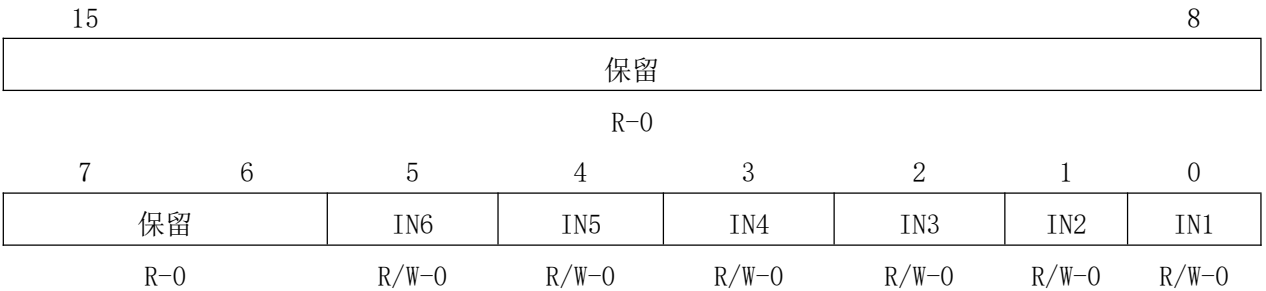 15 8
保留
R-0
7 6 5 4 3 2 1 0
保留 IN6 IN5 IN4 IN3 IN2 IN1
R-0 R/W-0 R/W-0 R/W-0 R/W-0 R/W-0 R/W-0